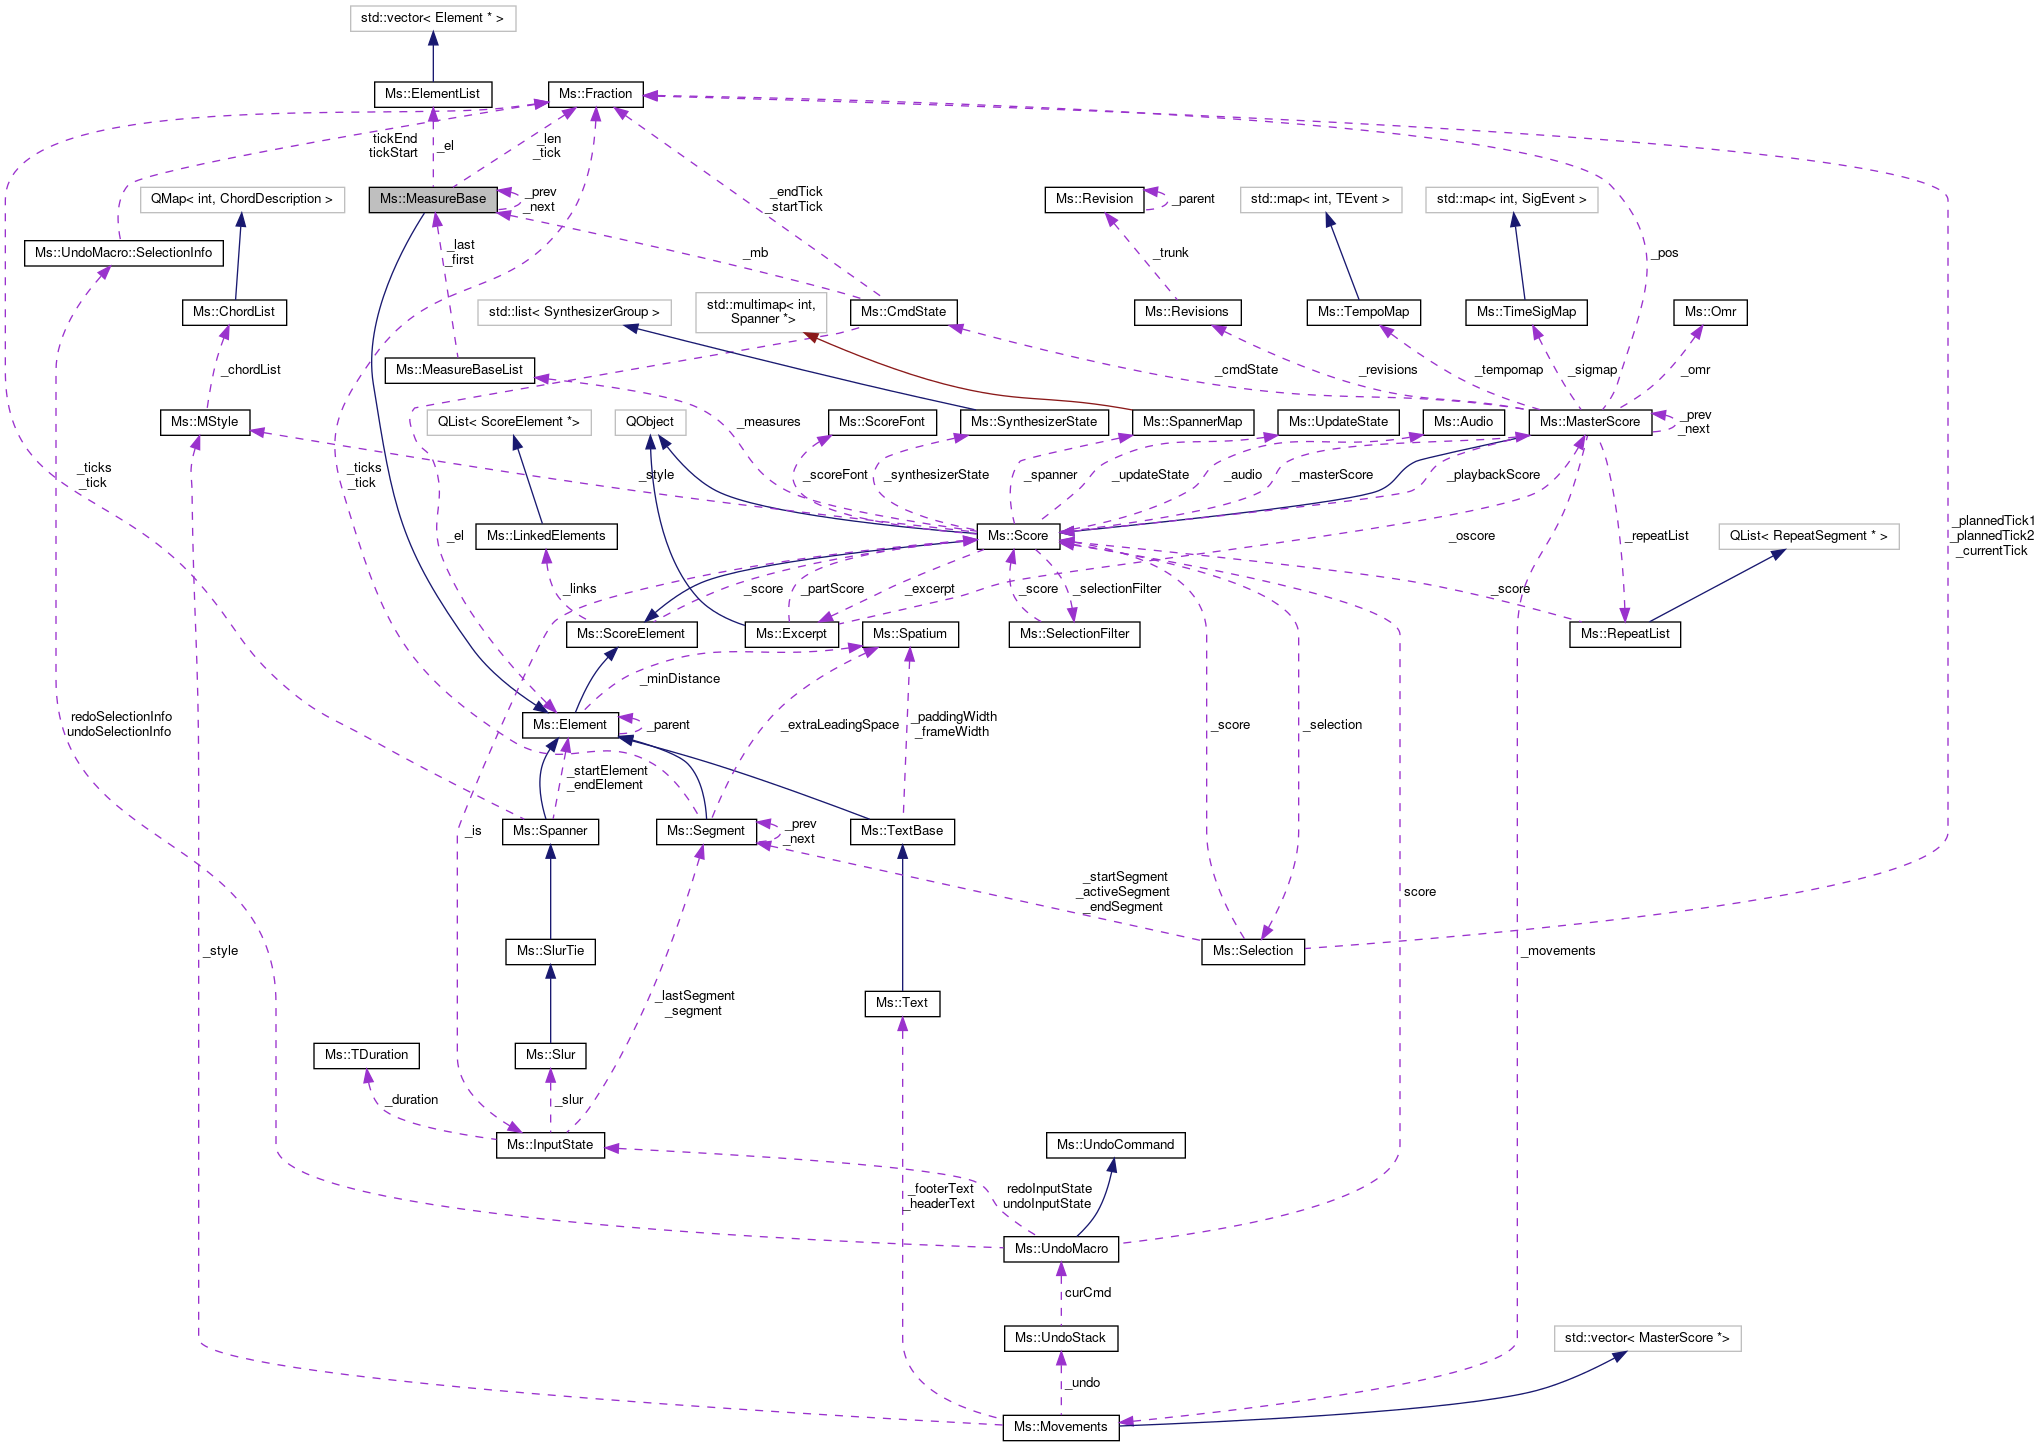 std::vector< Element * >
Ms::ElementList
Ms::Fraction
tickEnd
tickStart
_el
_len
_tick
Ms::MeasureBase
_prev
_next
QMap< int, ChordDescription >
_endTick
_startTick
Ms::Revision
_parent
std::map< int, TEvent >
std::map< int, SigEvent >
Ms::UndoMacro::SelectionInfo
_last
_first
_mb
_trunk
_pos
Ms::ChordList
std::list< SynthesizerGroup >
std::multimap< int,
Spanner *>
Ms::CmdState
Ms::Revisions
Ms::TempoMap
Ms::TimeSigMap
Ms::Omr
_chordList
Ms::MeasureBaseList
_cmdState
_revisions
_tempomap
_sigmap
_omr
Ms::MStyle
QList< ScoreElement *>
QObject
_measures
Ms::ScoreFont
Ms::SynthesizerState
Ms::SpannerMap
Ms::UpdateState
Ms::Audio
Ms::MasterScore
_prev
_next
_ticks
_tick
_ticks
_tick
_style
_scoreFont
_synthesizerState
_spanner
_updateState
_audio
_masterScore
_playbackScore
_el
Ms::LinkedElements
Ms::Score
_oscore
_repeatList
QList< RepeatSegment * >
_plannedTick1
_plannedTick2
_currentTick
_links
_score
_partScore
_excerpt
_score
_selectionFilter
_score
Ms::ScoreElement
Ms::Excerpt
Ms::Spatium
Ms::SelectionFilter
Ms::RepeatList
_minDistance
redoSelectionInfo
undoSelectionInfo
Ms::Element
_parent
_extraLeadingSpace
_paddingWidth
_frameWidth
_score
_selection
_startElement
_endElement
_is
Ms::Spanner
Ms::Segment
_prev
_next
Ms::TextBase
_startSegment
_activeSegment
_endSegment
score
_style
Ms::SlurTie
Ms::Selection
_movements
_lastSegment
_segment
Ms::Text
Ms::TDuration
Ms::Slur
_duration
_slur
Ms::InputState
Ms::UndoCommand
_footerText
_headerText
redoInputState
undoInputState
Ms::UndoMacro
curCmd
Ms::UndoStack
std::vector< MasterScore *>
_undo
Ms::Movements